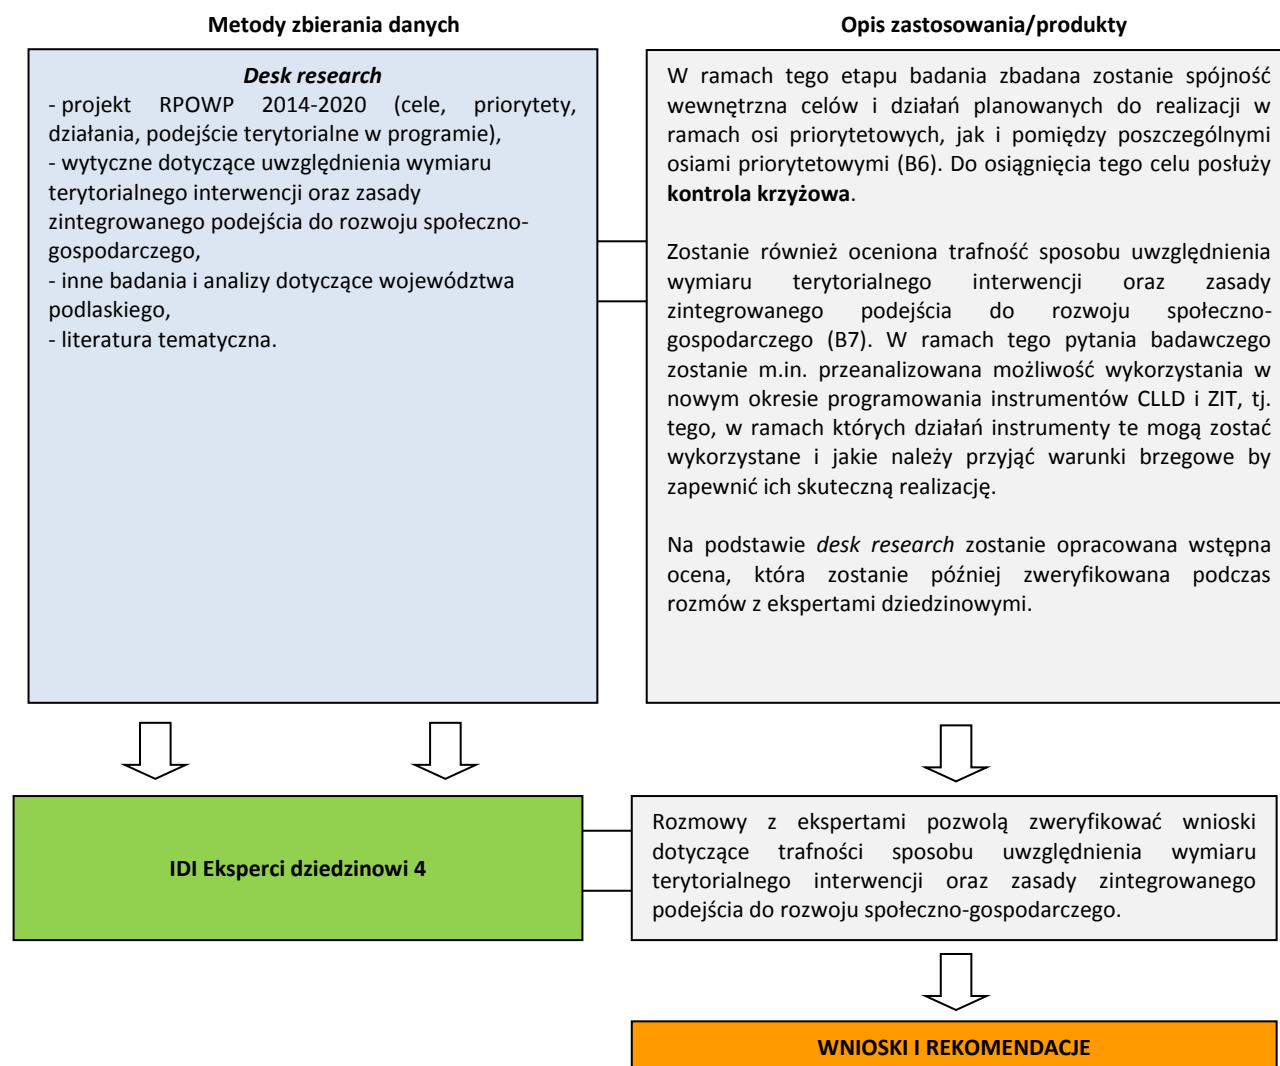 Metody zbierania danych
Opis zastosowania/produkty
Desk research
- projekt RPOWP 2014-2020 (cele, priorytety,
działania, podejście terytorialne w programie),
- wytyczne dotyczące uwzględnienia wymiaru
terytorialnego interwencji oraz zasady
zintegrowanego podejścia do rozwoju społeczno-
gospodarczego,
- inne badania i analizy dotyczące województwa
podlaskiego,
- literatura tematyczna.
W ramach tego etapu badania zbadana zostanie spójność
wewnętrzna celów i działań planowanych do realizacji w
ramach osi priorytetowych, jak i pomiędzy poszczególnymi
osiami priorytetowymi (B6). Do osiągnięcia tego celu posłuży
kontrola krzyżowa.
Zostanie również oceniona trafność sposobu uwzględnienia
wymiaru terytorialnego interwencji oraz zasady
zintegrowanego podejścia do rozwoju społeczno-
gospodarczego (B7). W ramach tego pytania badawczego
zostanie m.in. przeanalizowana możliwość wykorzystania w
nowym okresie programowania instrumentów CLLD i ZIT, tj.
tego, w ramach których działań instrumenty te mogą zostać
wykorzystane i jakie należy przyjąć warunki brzegowe by
zapewnić ich skuteczną realizację.
Na podstawie desk research zostanie opracowana wstępna
ocena, która zostanie później zweryfikowana podczas
rozmów z ekspertami dziedzinowymi.
IDI Eksperci dziedzinowi 4
Rozmowy z ekspertami pozwolą zweryfikować wnioski
dotyczące trafności sposobu uwzględnienia wymiaru
terytorialnego interwencji oraz zasady zintegrowanego
podejścia do rozwoju społeczno-gospodarczego.
WNIOSKI I REKOMENDACJE